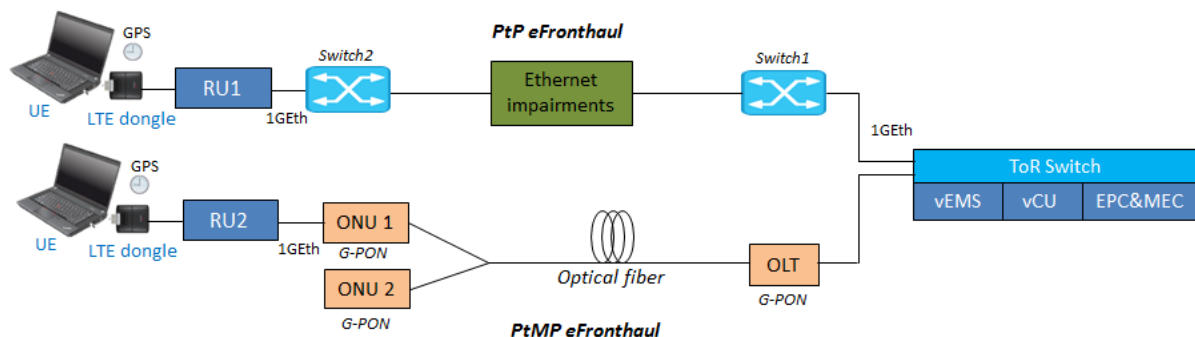 PtP eFronthaul
GPS
Switch2
Switch1
Ethernet
impairments
RU1
1GEth
UE
LTE dongle
1GEth
ToR Switch
vEMS
vCU
EPC&MEC
GPS
RU2
1GEth
ONU 1
G-PON
UE
LTE dongle
ONU 2
G-PON
Optical fiber
OLT
G-PON
PtMP eFronthaul